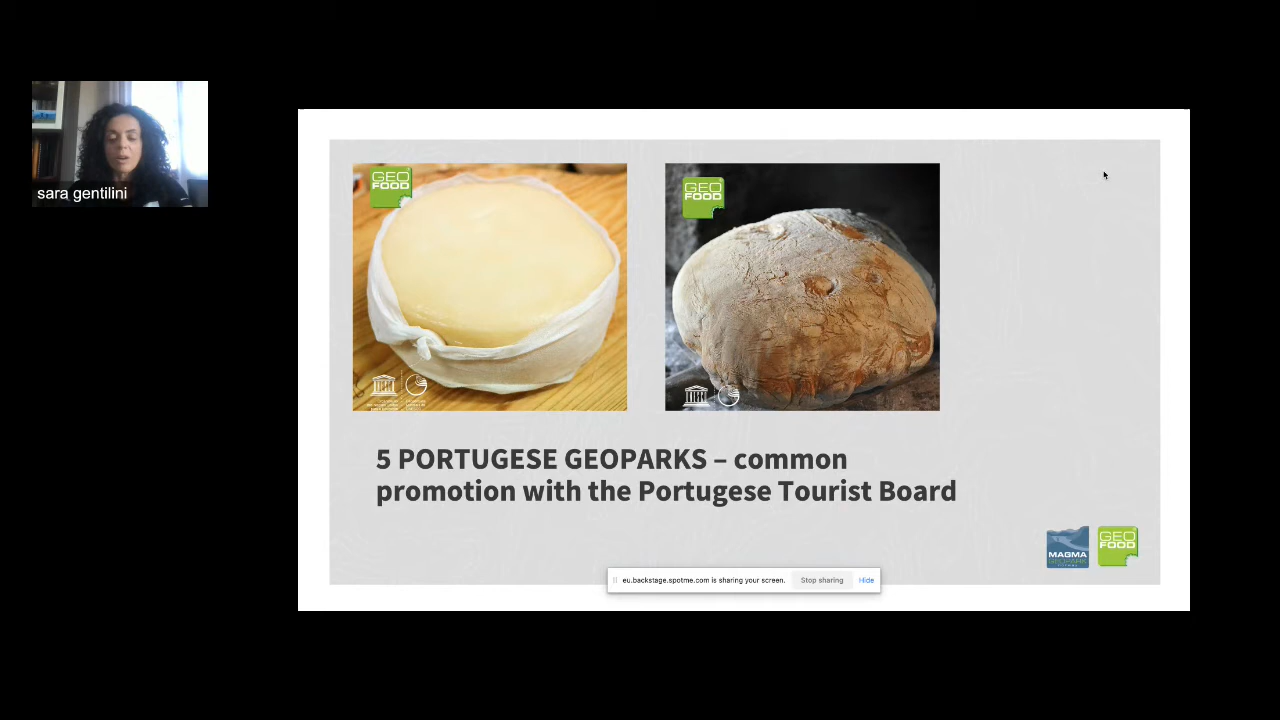 sara gentilini
GEO
FOOD
GEO
FOOD
5 PORTUGESE GEOPARKS – common
promotion with the Portugese Tourist Board
MAGMA
GEOPARK
GEO
FOOD
eu.backstage.spotme.com is sharing your screen.
Stop sharing
Hide